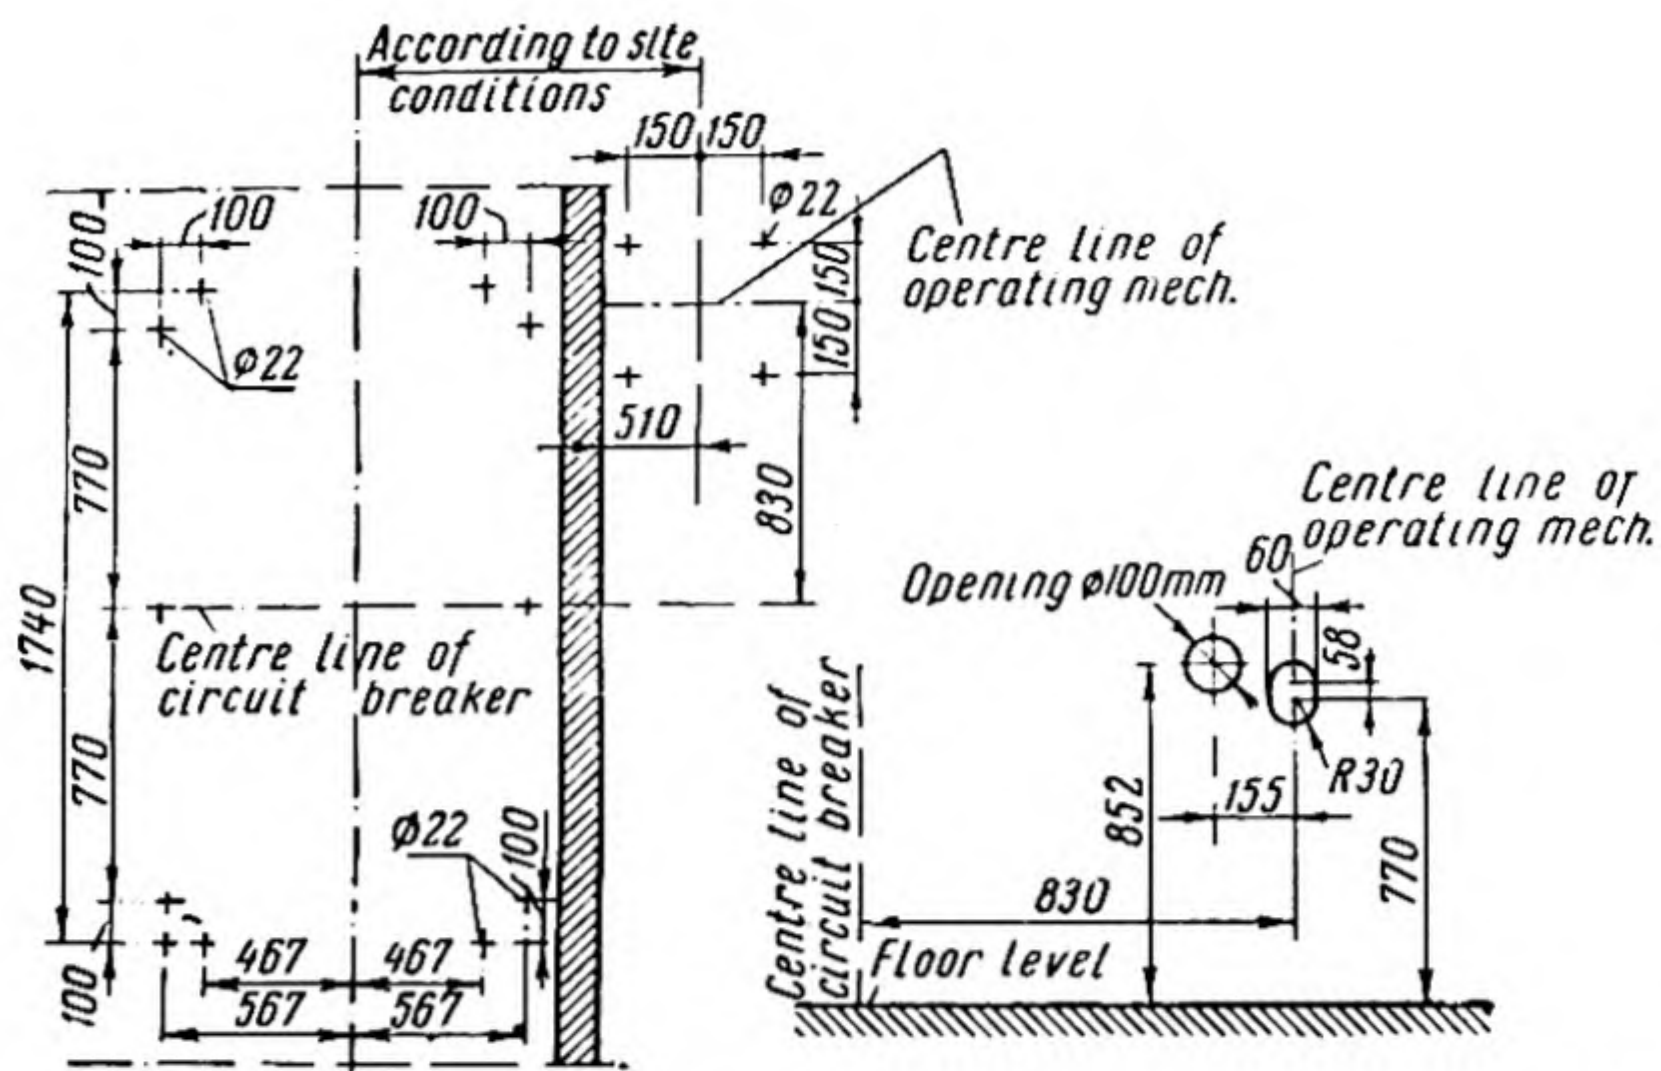 According to site
conditions
150 150
100
100
100
φ22
φ22
Centre line of
operating mech.
150
150
510
830
770
1740
770
Centre line of
circuit breaker
φ22
100
100
467 467
567 567
Centre line of
operating mech.
60
Opening φ100mm
58
R30
155
852
770
830
Centre line of
circuit breaker
Floor level